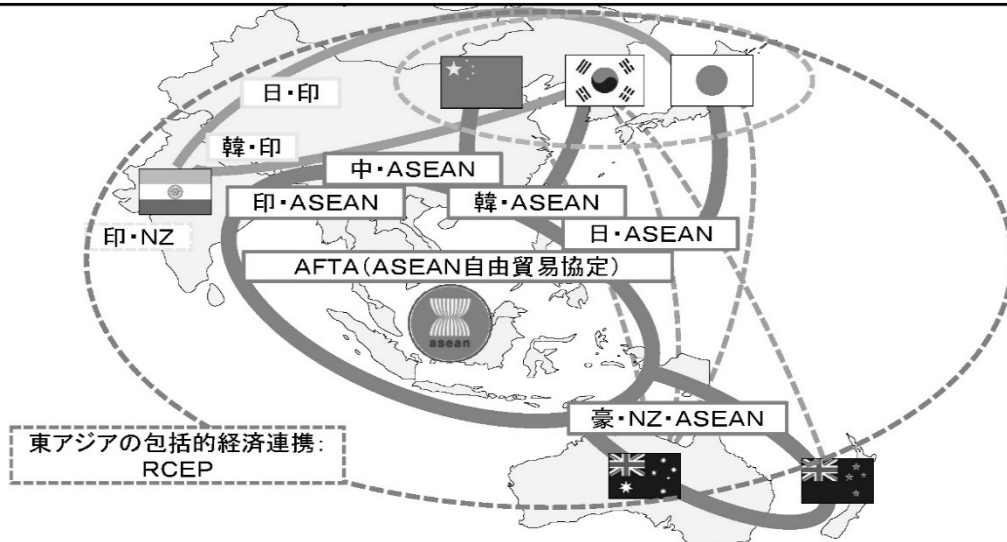 日・印
韓・印
中・ASEAN
印・ASEAN
韓・ASEAN
印・NZ
日・ASEAN
AFTA(ASEAN自由貿易協定)
asean
豪・NZ・ASEAN
東アジアの包括的経済連携:
RCEP